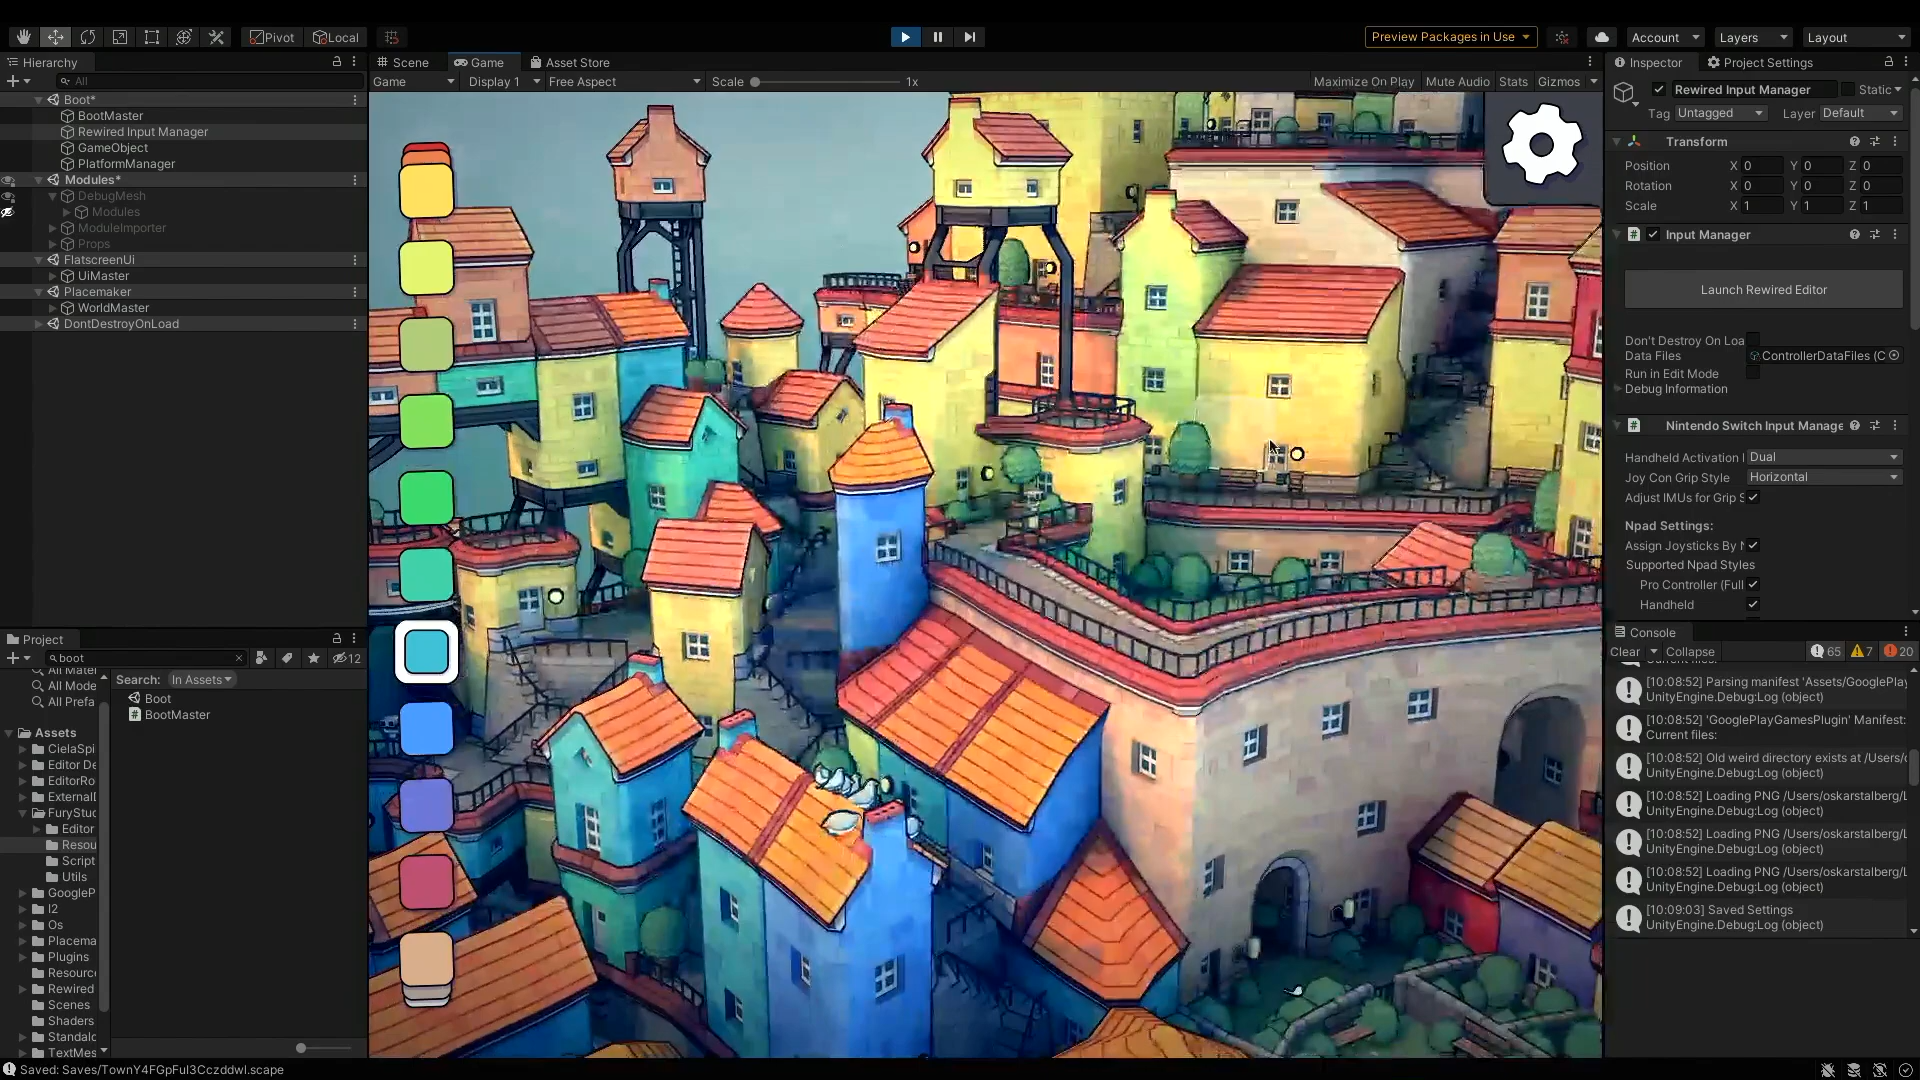 Pivot
Local
Preview Packages in Use
Account
Layers
Layout
Hierarchy
All
Boot*
BootMaster
Rewired Input Manager
GameObject
PlatformManager
Modules*
DebugMesh
Modules
ModuleImporter
Props
FlatscreenUi
UiMaster
Placemaker
WorldMaster
DontDestroyOnLoad
Scene
Game
Asset Store
Game
Display 1
Free Aspect
Scale
1x
Maximize On Play
Mute Audio
Stats
Gizmos
Inspector
Project Settings
Rewired Input Manager
Static
Tag Untagged
Layer Default
Transform
Position X 0 Y 0 Z 0
Rotation X 0 Y 0 Z 0
Scale X 1 Y 1 Z 1
Input Manager
Launch Rewired Editor
Don't Destroy On Loa
Data Files ControllerDataFiles (C
Run in Edit Mode
Debug Information
Nintendo Switch Input Manage
Handheld Activation Dual
Joy Con Grip Style Horizontal
Adjust IMUs for Grip S
Npad Settings:
Assign Joysticks By N
Supported Npad Styles
Pro Controller (Full
Handheld
Project
boot
12
Search: In Assets
Boot
BootMaster
All Mater
All Mode
All Prefa
Assets
CielaSpi
Editor De
EditorRo
ExternalD
FuryStud
Editor
Resou
Script
Utils
GoogleP
I2
Os
Placema
Plugins
Resourc
Rewired
Scenes
Shaders
Standalc
TextMes
Console
Clear
Collapse
65
7
20
Current files:
[10:08:52] Parsing manifest 'Assets/GooglePlay
UnityEngine.Debug:Log (object)
[10:08:52] 'GooglePlayGamesPlugin' Manifest:
Current files:
[10:08:52] Old weird directory exists at /Users/o
UnityEngine.Debug:Log (object)
[10:08:52] Loading PNG /Users/oskarstalberg/L
UnityEngine.Debug:Log (object)
[10:08:52] Loading PNG /Users/oskarstalberg/L
UnityEngine.Debug:Log (object)
[10:08:52] Loading PNG /Users/oskarstalberg/L
UnityEngine.Debug:Log (object)
[10:09:03] Saved Settings
UnityEngine.Debug:Log (object)
Saved: Saves/TownY4FGpFul3Cczddwl.scape